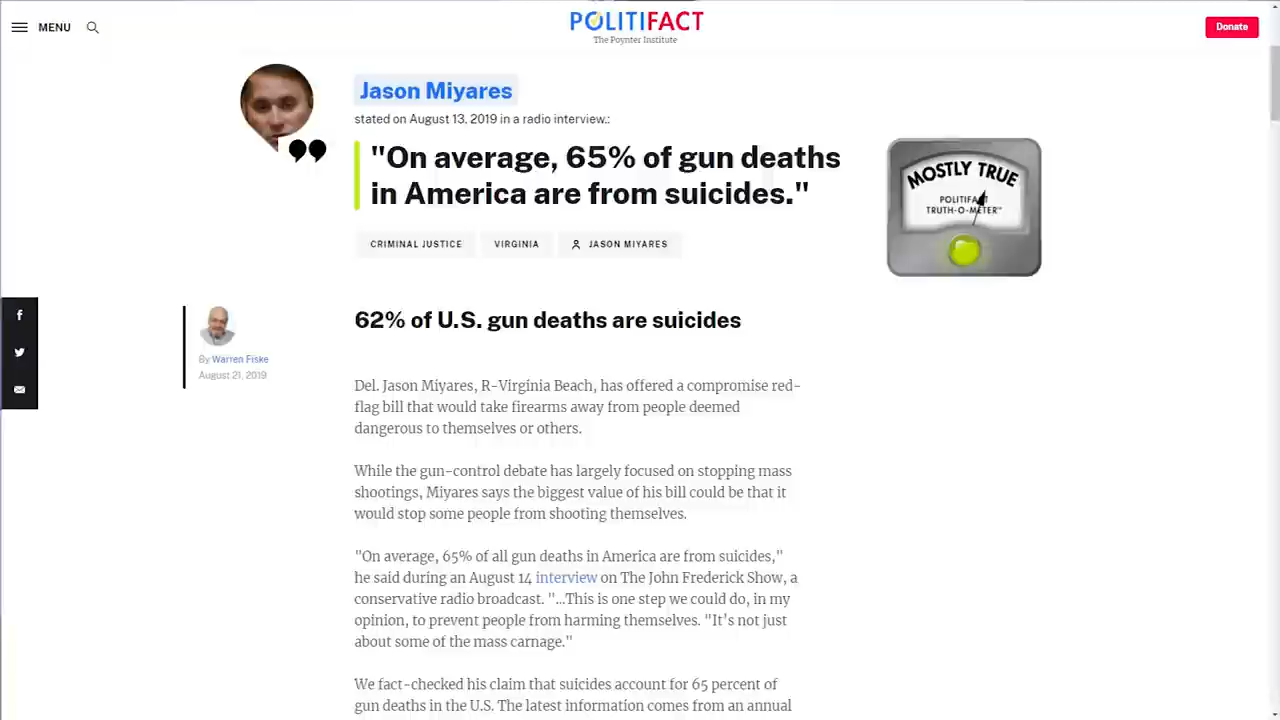 MENU
POLITIFACT
The Poynter Institute
Donate
Jason Miyares
stated on August 13, 2019 in a radio interview.:
"On average, 65% of gun deaths
in America are from suicides."
MOSTLY TRUE
POLITIFACT
TRUTH-O-METER™
CRIMINAL JUSTICE
VIRGINIA
JASON MIYARES
62% of U.S. gun deaths are suicides
By Warren Fiske
August 21, 2019
Del. Jason Miyares, R-Virginia Beach, has offered a compromise red-
flag bill that would take firearms away from people deemed
dangerous to themselves or others.
While the gun-control debate has largely focused on stopping mass
shootings, Miyares says the biggest value of his bill could be that it
would stop some people from shooting themselves.
"On average, 65% of all gun deaths in America are from suicides,"
he said during an August 14 interview on The John Frederick Show, a
conservative radio broadcast. "...This is one step we could do, in my
opinion, to prevent people from harming themselves. "It's not just
about some of the mass carnage."
We fact-checked his claim that suicides account for 65 percent of
gun deaths in the U.S. The latest information comes from an annual